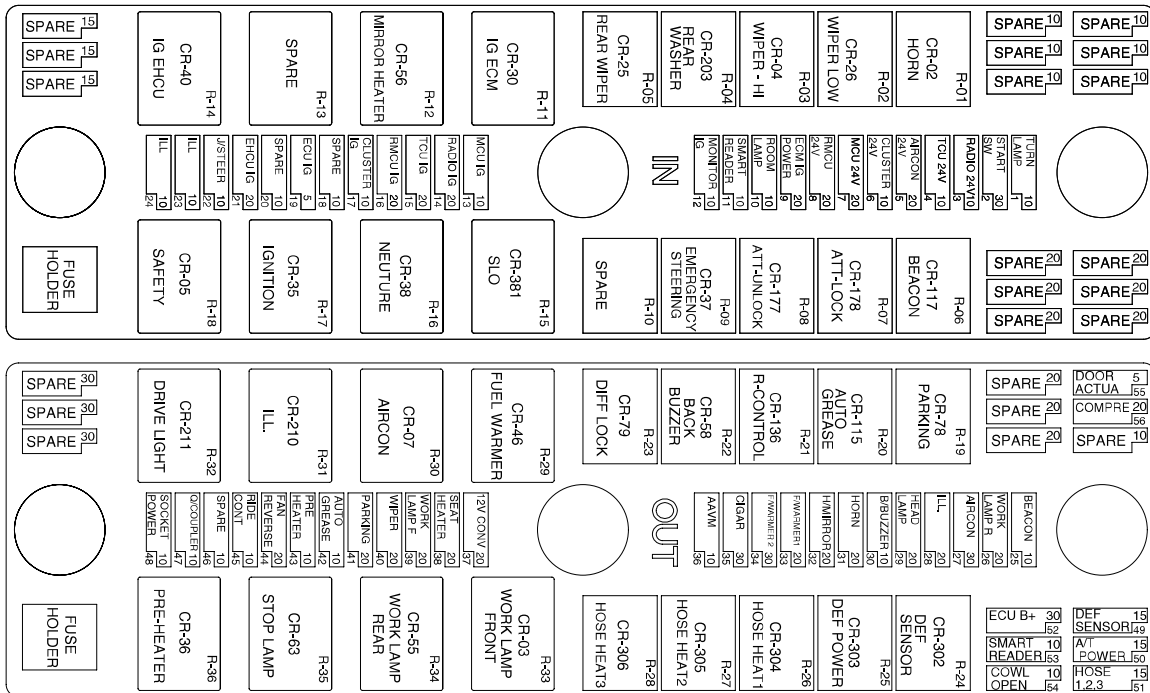 SPARE 15
SPARE 15
SPARE 15
CR-40
IG EHCU
R-14
SPARE
R-13
CR-56
MIRROR HEATER
R-12
CR-30
IG ECM
R-11
CR-25
REAR WIPER
R-05
CR-203
REAR
WASHER
R-04
CR-04
WIPER - HI
R-03
CR-26
WIPER LOW
R-02
CR-02
HORN
R-01
SPARE 10
SPARE 10
SPARE 10
SPARE 10
SPARE 10
SPARE 10
ILL 10 24
ILL 10 23
J/STEER 10 22
EHCU IG 20 21
SPARE 10 20
ECU IG 5 19
SPARE 10 18
CLUSTER IG 10 17
RMCU IG 20 16
TCU IG 20 15
RADIO IG 20 14
MCU IG 10 13
IN
MONITOR IG 10 12
SMART READER 10 11
ROOM LAMP 10 10
ECM IG POWER 20 9
RMCU 24V 20 8
MCU 24V 20 7
CLUSTER 24V 10 6
AIRCON 24V 20 5
TCU 24V 10 4
RADIO 24V 10 3
START SW 30 2
TURN LAMP 10 1
FUSE
HOLDER
CR-05
SAFETY
R-18
CR-35
IGNITION
R-17
CR-38
NEUTURE
R-16
CR-381
SLO
R-15
SPARE
R-10
CR-37
EMERGENCY
STEERING
R-09
CR-177
ATT-UNLOCK
R-08
CR-178
ATT-LOCK
R-07
CR-117
BEACON
R-06
SPARE 20
SPARE 20
SPARE 20
SPARE 20
SPARE 20
SPARE 20
SPARE 30
SPARE 30
SPARE 30
CR-211
DRIVE LIGHT
R-32
CR-210
ILL.
R-31
CR-07
AIRCON
R-30
CR-46
FUEL WARMER
R-29
CR-79
DIFF LOCK
R-23
CR-58
BACK
BUZZER
R-22
CR-136
R-CONTROL
R-21
CR-115
AUTO
GREASE
R-20
CR-78
PARKING
R-19
SPARE 20
DOOR ACTUA 5 55
SPARE 20
COMPRE 20 56
SPARE 20
SPARE 10
SOCKET POWER 10 48
Q/COUPLER 10 47
SPARE 10 46
RIDE CONT 10 45
FAN REVERSE 10 44
PRE HEATER 10 43
AUTO GREASE 10 42
PARKING 20 41
WIPER 20 40
WORK LAMP F 20 39
SEAT HEATER 10 38
12V CONV 20 37
OUT
AAVM 10 36
CIGAR 30 35
F/WARMER 2 30 34
F/WARMER1 20 33
H/MIRROR 20 32
HORN 20 31
B/BUZZER 10 30
HEAD LAMP 20 29
ILL 20 28
AIRCON 30 27
WORK LAMP R 20 26
BEACON 10 25
FUSE
HOLDER
CR-36
PRE-HEATER
R-36
CR-63
STOP LAMP
R-35
CR-55
WORK LAMP
REAR
R-34
CR-03
WORK LAMP
FRONT
R-33
CR-306
HOSE HEAT3
R-28
CR-305
HOSE HEAT2
R-27
CR-304
HOSE HEAT1
R-26
CR-303
DEF POWER
R-25
CR-302
DEF
SENSOR
R-24
ECU B+ 30 52
DEF SENSOR 15 49
SMART READER 10 53
A/T POWER 15 50
COWL OPEN 10 54
HOSE 1.2.3 15 51